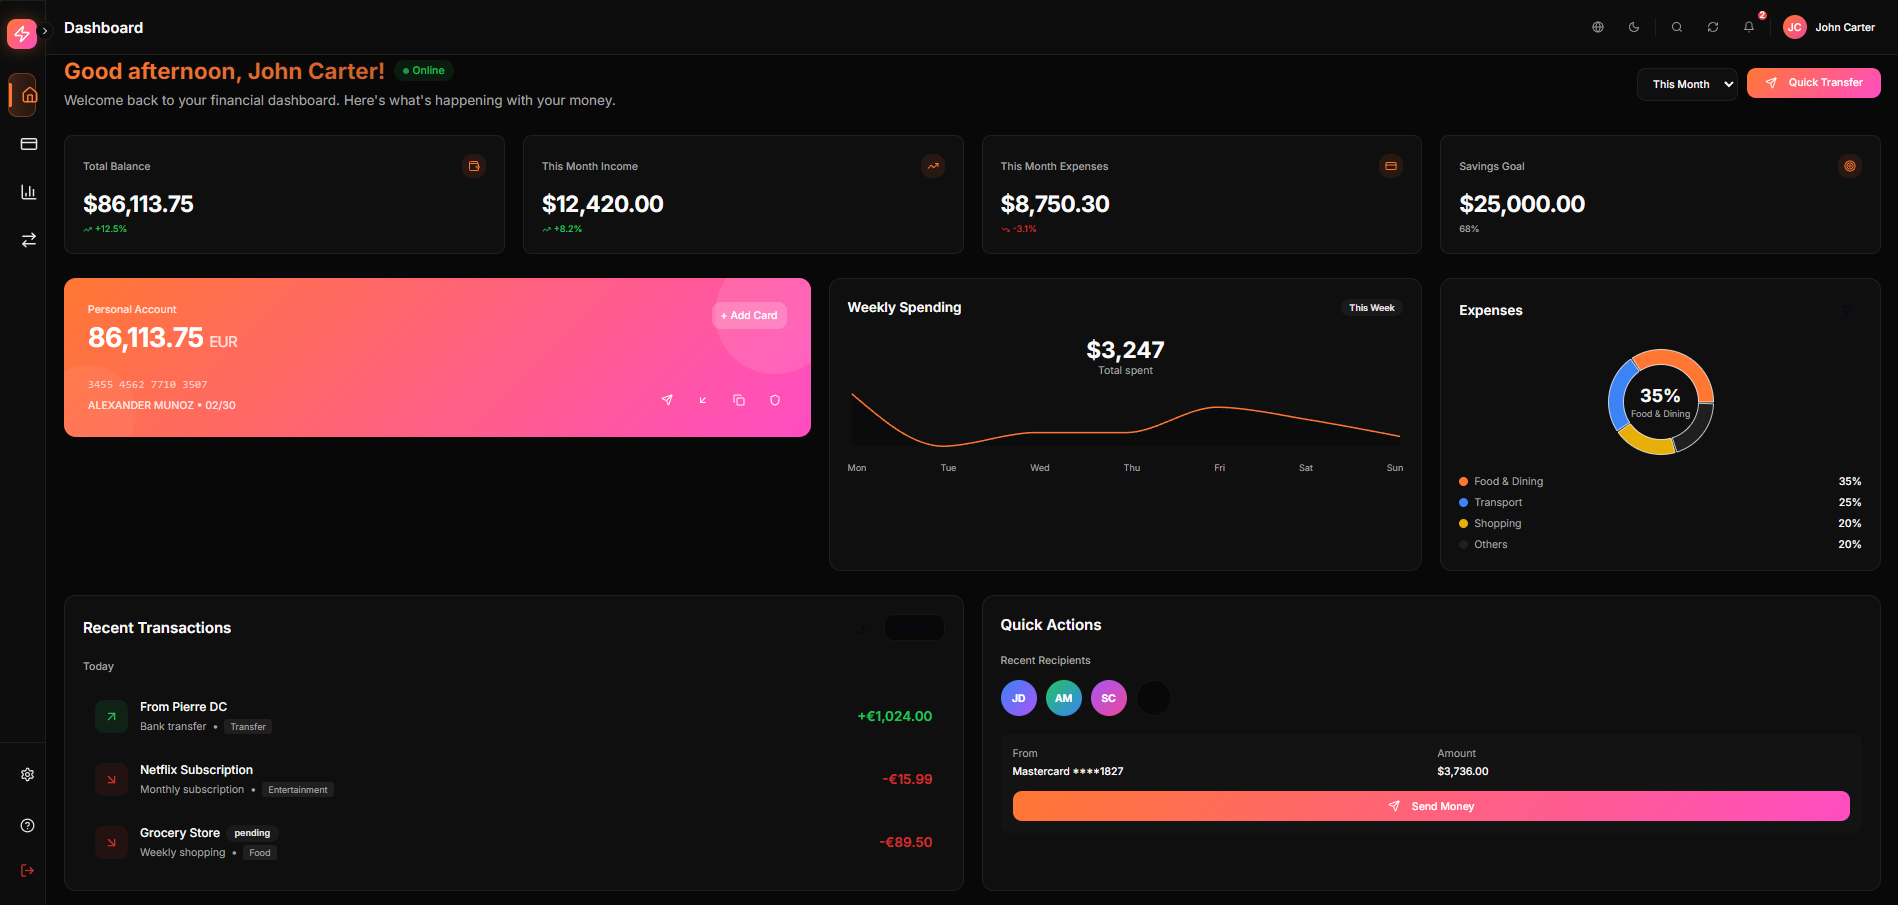 Dashboard
2
JC
John Carter
Good afternoon, John Carter!
Online
Welcome back to your financial dashboard. Here's what's happening with your money.
This Month
Quick Transfer
Total Balance
$86,113.75
+12.5%
This Month Income
$12,420.00
+8.2%
This Month Expenses
$8,750.30
-3.1%
Savings Goal
$25,000.00
68%
Personal Account
86,113.75 EUR
+ Add Card
3455 4562 7710 3507
ALEXANDER MUNOZ • 02/30
Weekly Spending
This Week
$3,247
Total spent
Mon Tue Wed Thu Fri Sat Sun
Expenses
35%
Food & Dining
Food & Dining 35%
Transport 25%
Shopping 20%
Others 20%
Recent Transactions
Today
From Pierre DC
Bank transfer • Transfer
+€1,024.00
Netflix Subscription
Monthly subscription • Entertainment
-€15.99
Grocery Store pending
Weekly shopping • Food
-€89.50
Quick Actions
Recent Recipients
JD AM SC
From
Mastercard ****1827
Amount
$3,736.00
Send Money